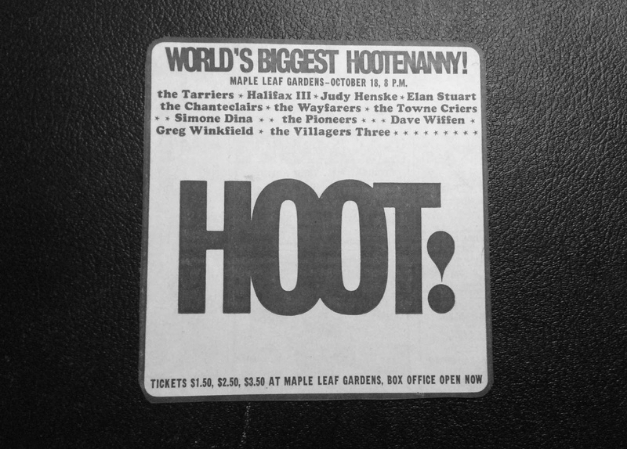 WORLD'S BIGGEST HOOTENANNY!
MAPLE LEAF GARDENS—OCTOBER 18, 8 P.M.
the Tarriers * Halifax III * Judy Henske * Elan Stuart
the Chanteclairs * the Wayfarers * the Towne Criers
* * Simone Dina * * the Pioneers * * * Dave Wiffen *
Greg Winkfield * the Villagers Three * * * * * * * * *
HOOT!
TICKETS $1.50, $2.50, $3.50 AT MAPLE LEAF GARDENS, BOX OFFICE OPEN NOW